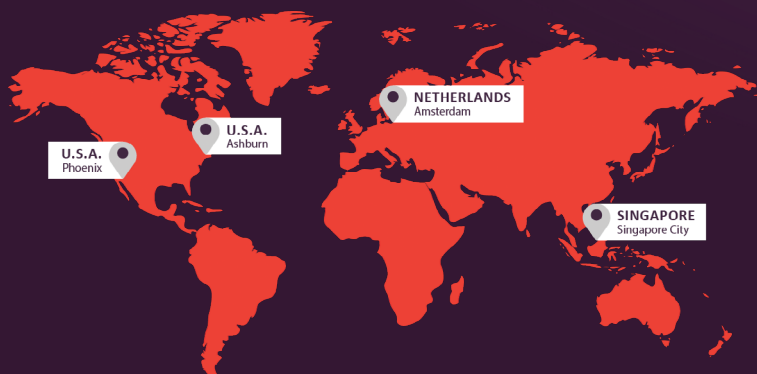 NETHERLANDS
Amsterdam
U.S.A.
Ashburn
U.S.A.
Phoenix
SINGAPORE
Singapore City